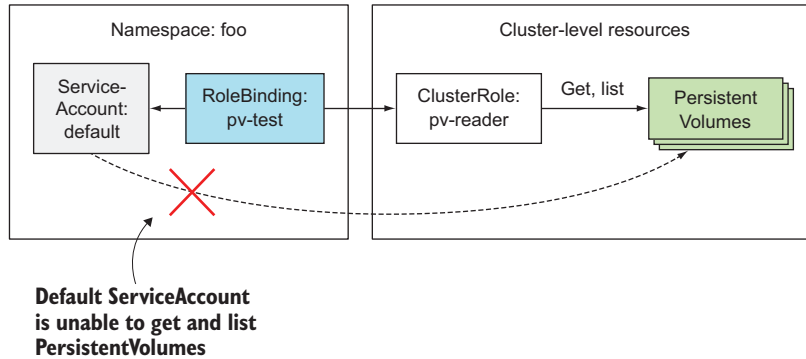 Namespace: foo
Cluster-level resources
Service-
Account:
default
RoleBinding:
pv-test
ClusterRole:
pv-reader
Get, list
Persistent
Volumes
Default ServiceAccount
is unable to get and list
PersistentVolumes